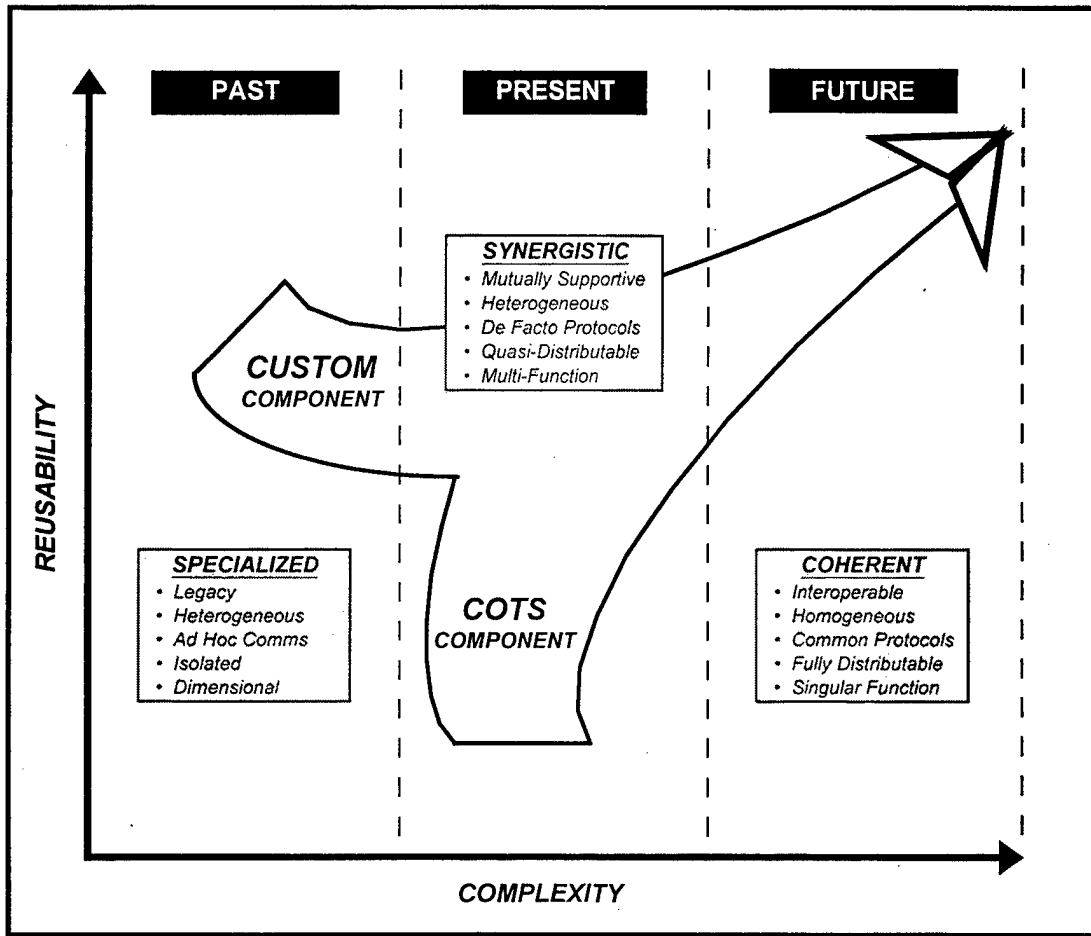 PAST
PRESENT
FUTURE
SYNERGISTIC
• Mutually Supportive
• Heterogeneous
• De Facto Protocols
• Quasi-Distributable
• Multi-Function
CUSTOM
COMPONENT
REUSABILITY
SPECIALIZED
• Legacy
• Heterogeneous
• Ad Hoc Comms
• Isolated
• Dimensional
COTS
COMPONENT
COHERENT
• Interoperable
• Homogeneous
• Common Protocols
• Fully Distributable
• Singular Function
COMPLEXITY